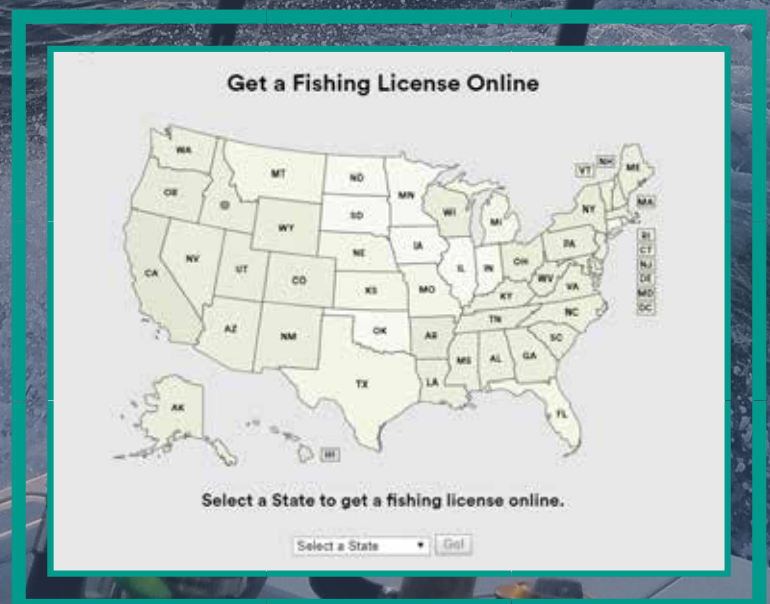 Get a Fishing License Online
WA
MT
ND
MN
OR
SD
WI
MI
NY
VT
NH
ME
MA
RI
CT
NJ
DE
MD
DC
WY
IA
NE
NV
UT
CO
CA
IL
IN
OH
PA
WV
VA
KS
MO
KY
NC
TN
SC
AZ
NM
OK
AR
MS
AL
GA
TX
LA
FL
AK
HI
Select a State to get a fishing license online.
Select a State Go!